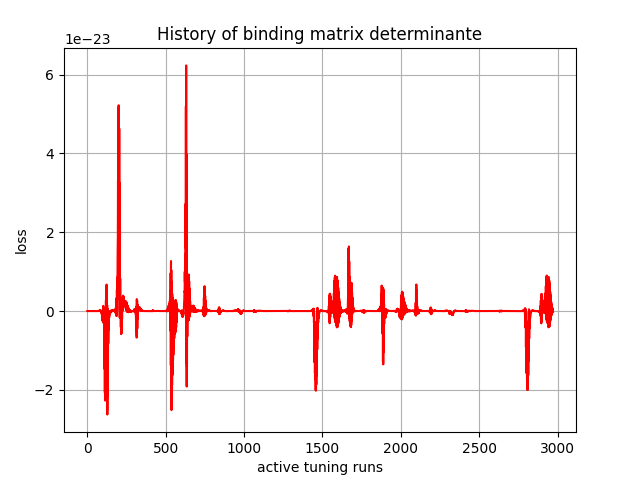 History of binding matrix determinante
1e−23
6
4
2
0
−2
loss
0 500 1000 1500 2000 2500 3000
active tuning runs